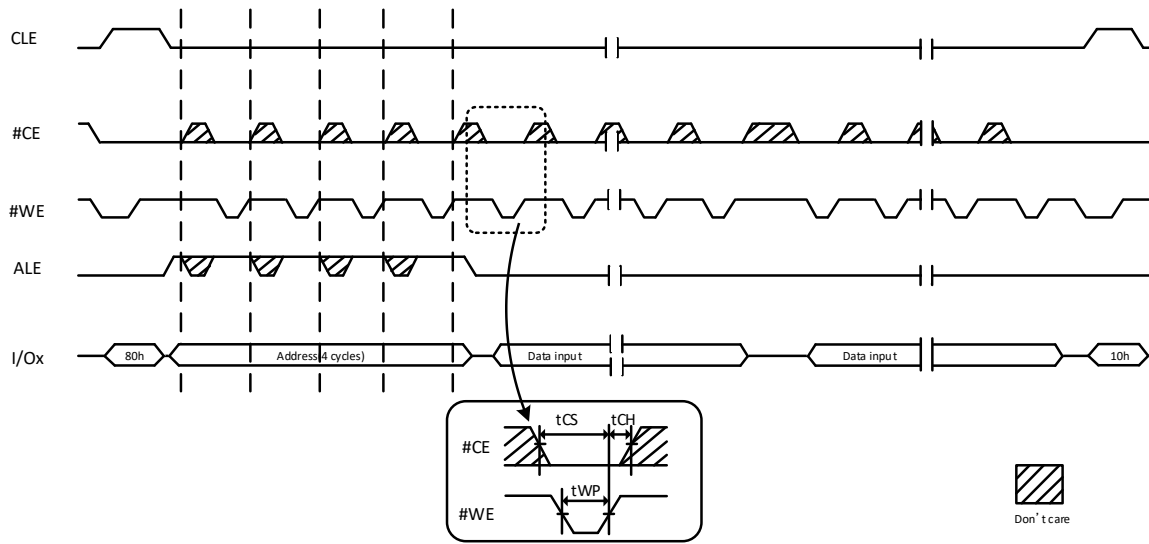 CLE
#CE
#WE
ALE
I/Ox
80h
Address(4 cycles)
Data input
Data input
10h
tCS
tCH
#CE
tWP
#WE
Don't care